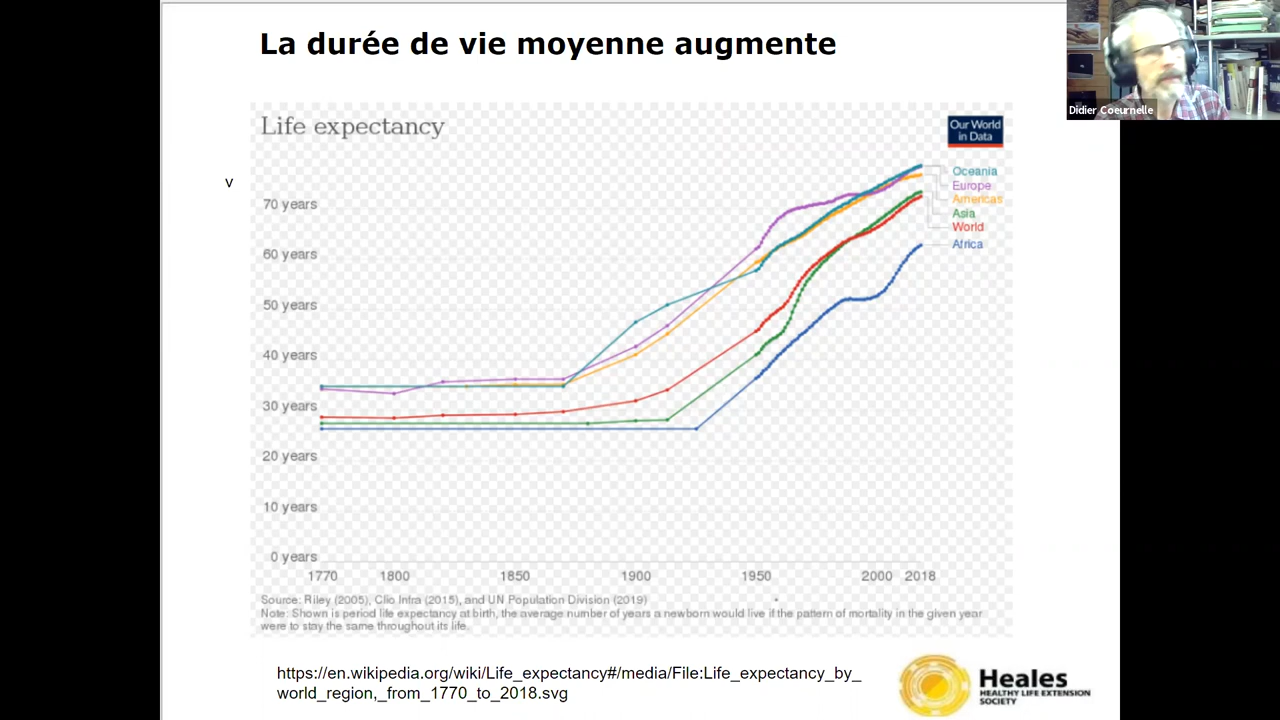 La durée de vie moyenne augmente
Didier Coeurnelle
Life expectancy
Our World
in Data
v
Oceania
Europe
Americas
Asia
World
Africa
70 years
60 years
50 years
40 years
30 years
20 years
10 years
0 years
1770 1800 1850 1900 1950 2000 2018
Source: Riley (2005), Clio Infra (2015), and UN Population Division (2019)
Note: Shown is period life expectancy at birth, the average number of years a newborn would live if the pattern of mortality in the given year
were to stay the same throughout its life.
https://en.wikipedia.org/wiki/Life_expectancy#/media/File:Life_expectancy_by_
world_region,_from_1770_to_2018.svg
Heales
HEALTHY LIFE EXTENSION
SOCIETY